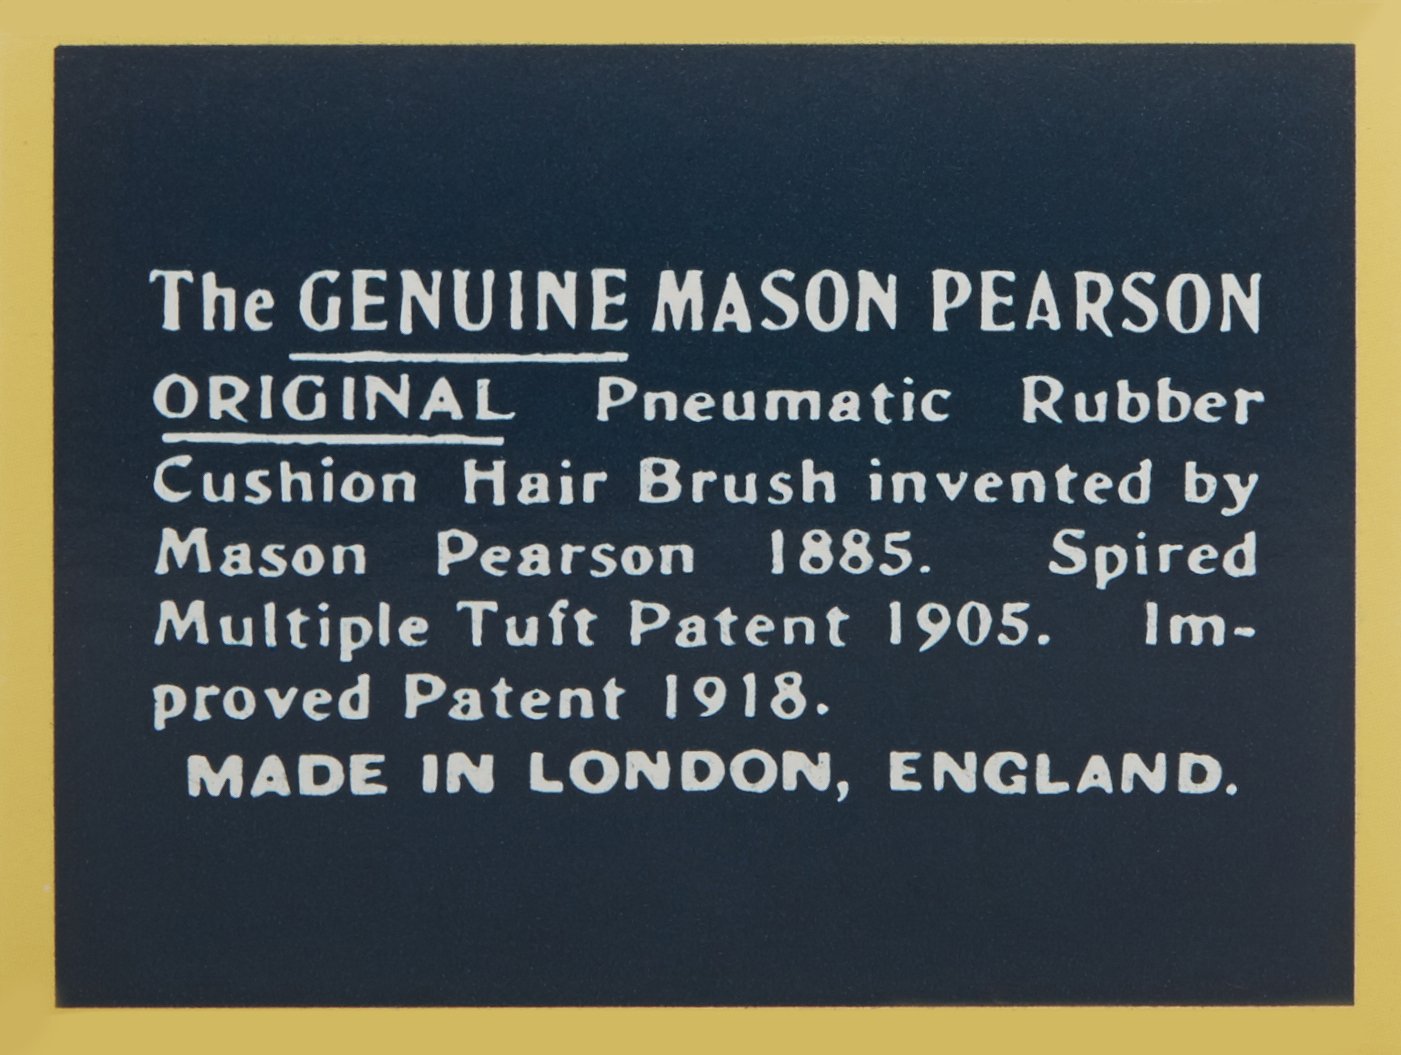 The GENUINE MASON PEARSON
ORIGINAL Pneumatic Rubber
Cushion Hair Brush invented by
Mason Pearson 1885. Spired
Multiple Tuft Patent 1905. Im-
proved Patent 1918.
MADE IN LONDON, ENGLAND.